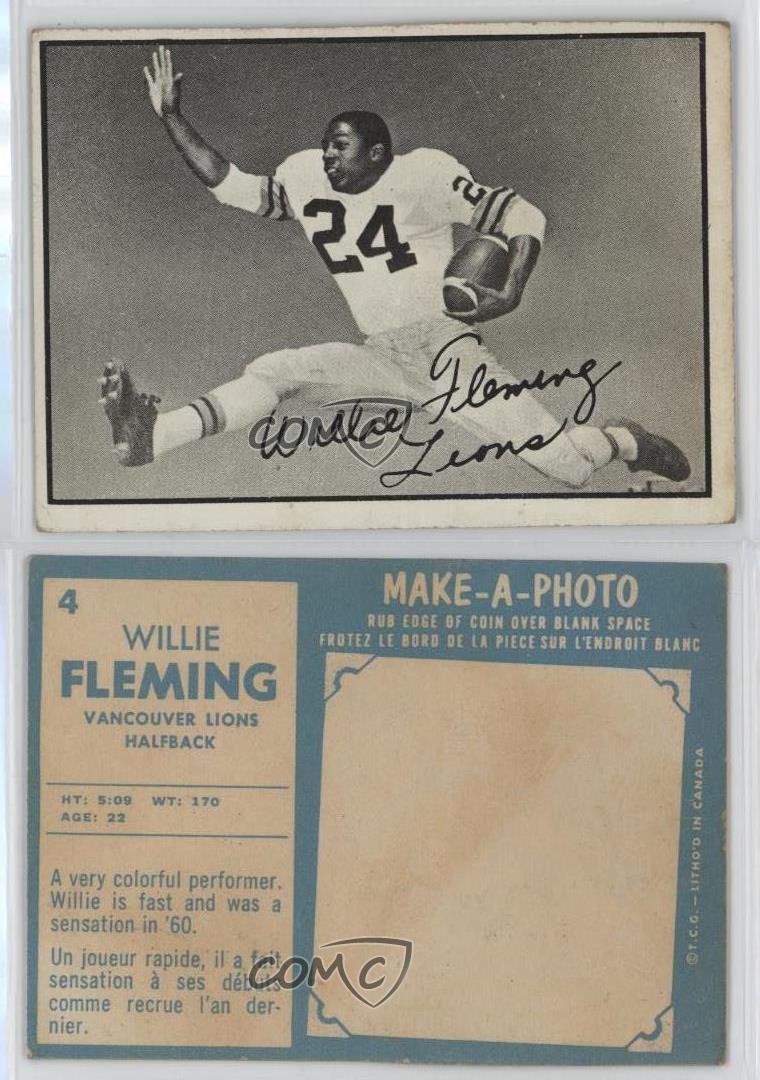 24
24
Willie Fleming
Lions
COMC
4
WILLIE
FLEMING
VANCOUVER LIONS
HALFBACK
HT: 5:09 WT: 170
AGE: 22
A very colorful performer.
Willie is fast and was a
sensation in '60.
Un joueur rapide, il a fait
sensation à ses débuts
comme recrue l'an der-
nier.
MAKE-A-PHOTO
RUB EDGE OF COIN OVER BLANK SPACE
FROTEZ LE BORD DE LA PIECE SUR L'ENDROIT BLANC
© T.C.G. — LITHO'D IN CANADA
COMC